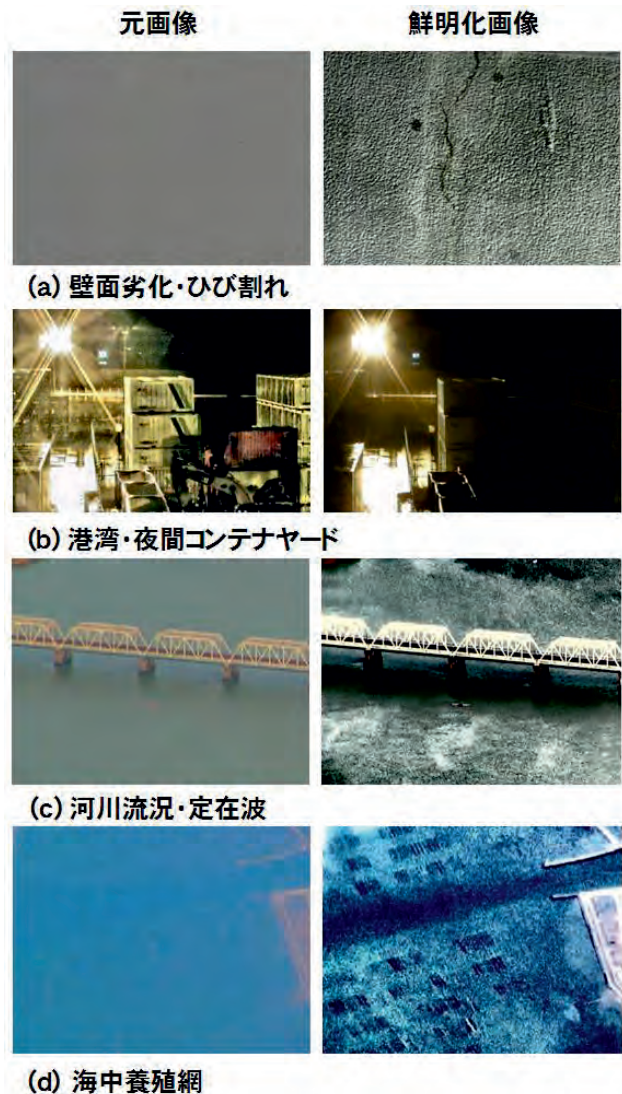 元画像 鮮明化画像
(a) 壁面劣化・ひび割れ
(b) 港湾・夜間コンテナヤード
(c) 河川流況・定在波
(d) 海中養殖網